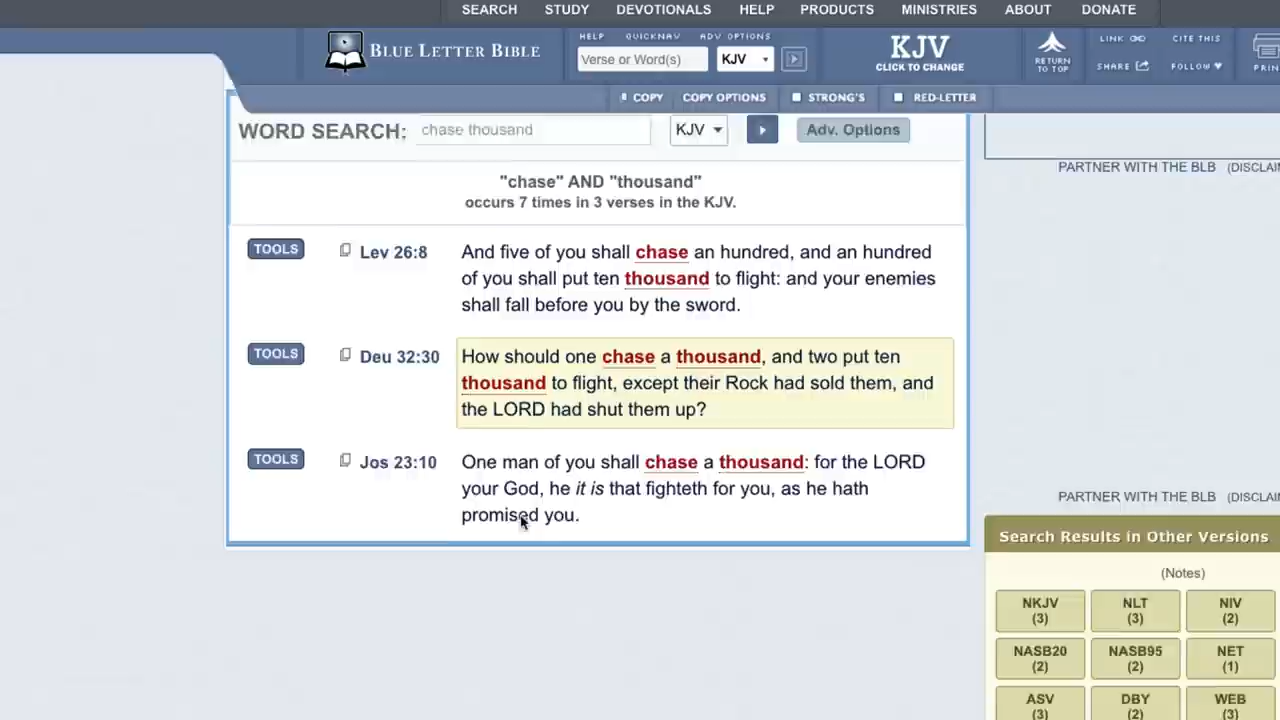 SEARCH STUDY DEVOTIONALS HELP PRODUCTS MINISTRIES ABOUT DONATE
BLUE LETTER BIBLE
HELP QUICKNAV ADV OPTIONS
Verse or Word(s) KJV
KJV
CLICK TO CHANGE
RETURN
TO TOP
LINK CITE THIS
SHARE FOLLOW
COPY COPY OPTIONS STRONG'S RED-LETTER
WORD SEARCH: chase thousand KJV Adv. Options
"chase" AND "thousand"
occurs 7 times in 3 verses in the KJV.
TOOLS Lev 26:8 And five of you shall chase an hundred, and an hundred
of you shall put ten thousand to flight: and your enemies
shall fall before you by the sword.
TOOLS Deu 32:30 How should one chase a thousand, and two put ten
thousand to flight, except their Rock had sold them, and
the LORD had shut them up?
TOOLS Jos 23:10 One man of you shall chase a thousand: for the LORD
your God, he it is that fighteth for you, as he hath
promised you.
PARTNER WITH THE BLB (DISCLAI
PARTNER WITH THE BLB (DISCLAI
Search Results in Other Versions
(Notes)
NKJV NLT NIV
(3) (3) (2)
NASB20 NASB95 NET
(2) (2) (1)
ASV DBY WEB
(3) (2) (3)